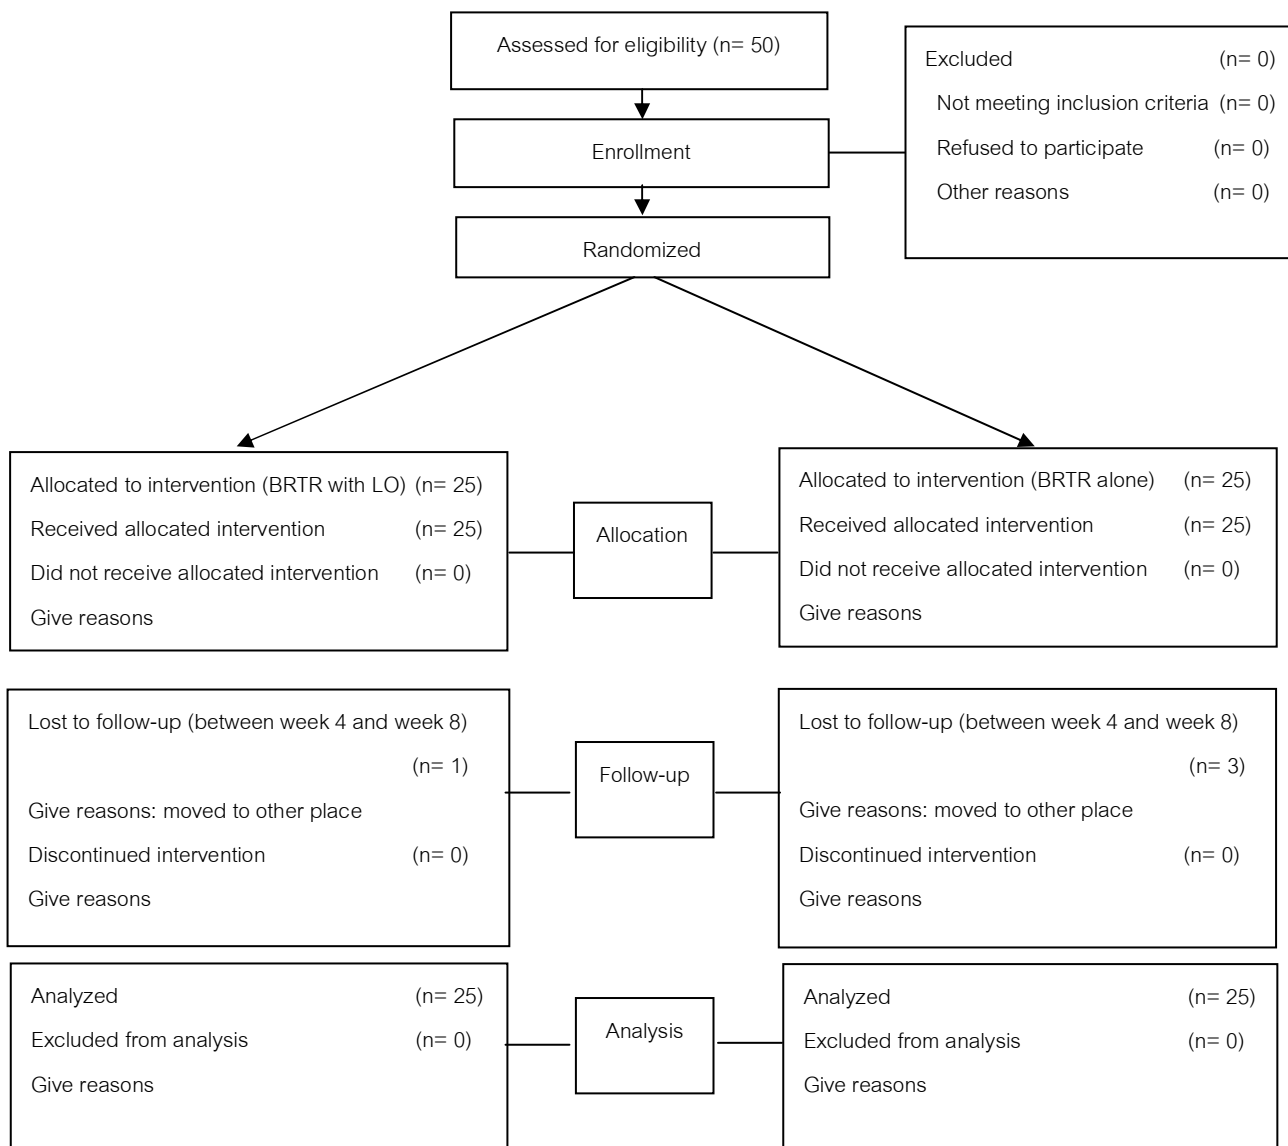 Assessed for eligibility (n= 50)
Excluded (n= 0)
Not meeting inclusion criteria (n= 0)
Refused to participate (n= 0)
Other reasons (n= 0)
Enrollment
Randomized
Allocated to intervention (BRTR with LO) (n= 25)
Received allocated intervention (n= 25)
Did not receive allocated intervention (n= 0)
Give reasons
Allocation
Allocated to intervention (BRTR alone) (n= 25)
Received allocated intervention (n= 25)
Did not receive allocated intervention (n= 0)
Give reasons
Lost to follow-up (between week 4 and week 8)
(n= 1)
Give reasons: moved to other place
Discontinued intervention (n= 0)
Give reasons
Follow-up
Lost to follow-up (between week 4 and week 8)
(n= 3)
Give reasons: moved to other place
Discontinued intervention (n= 0)
Give reasons
Analyzed (n= 25)
Excluded from analysis (n= 0)
Give reasons
Analysis
Analyzed (n= 25)
Excluded from analysis (n= 0)
Give reasons